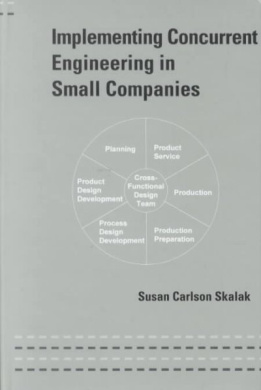 Implementing Concurrent
Engineering in
Small Companies
Planning
Product
Service
Product
Design
Development
Cross-
Functional
Design
Team
Production
Process
Design
Development
Production
Preparation
Susan Carlson Skalak